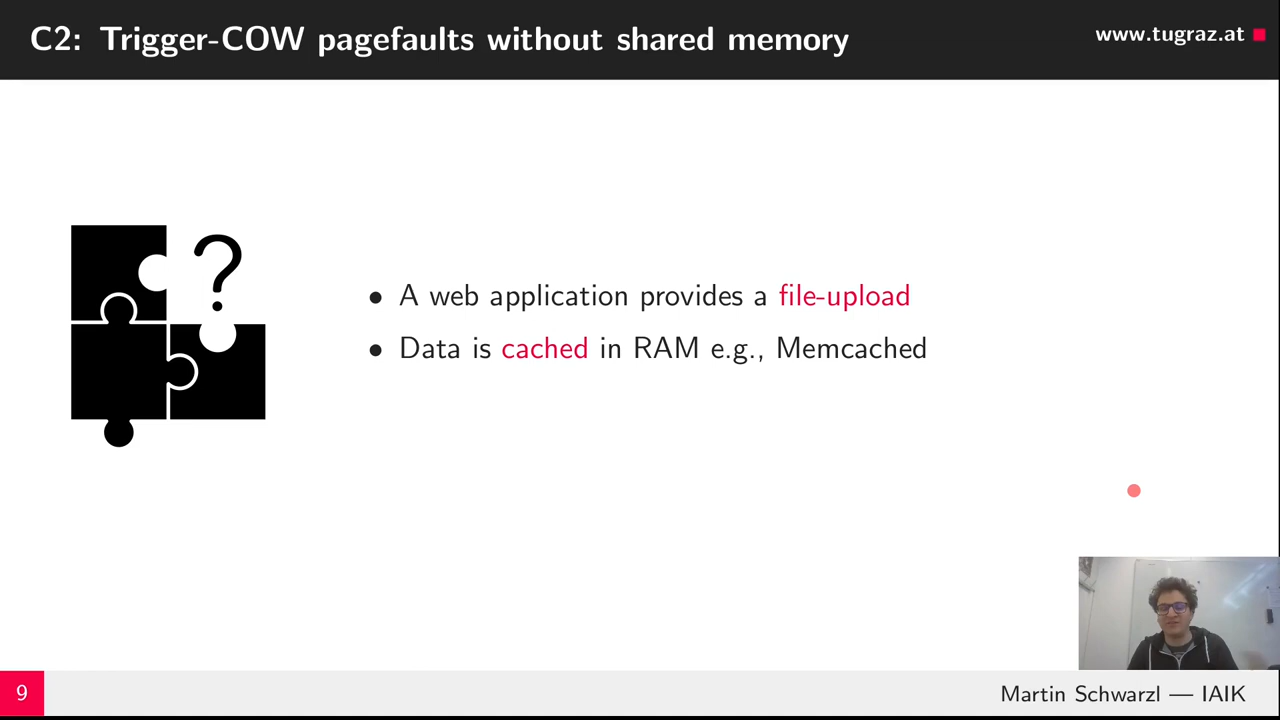 C2: Trigger-COW pagefaults without shared memory
www.tugraz.at
?
• A web application provides a file-upload
• Data is cached in RAM e.g., Memcached
9
Martin Schwarzl — IAIK